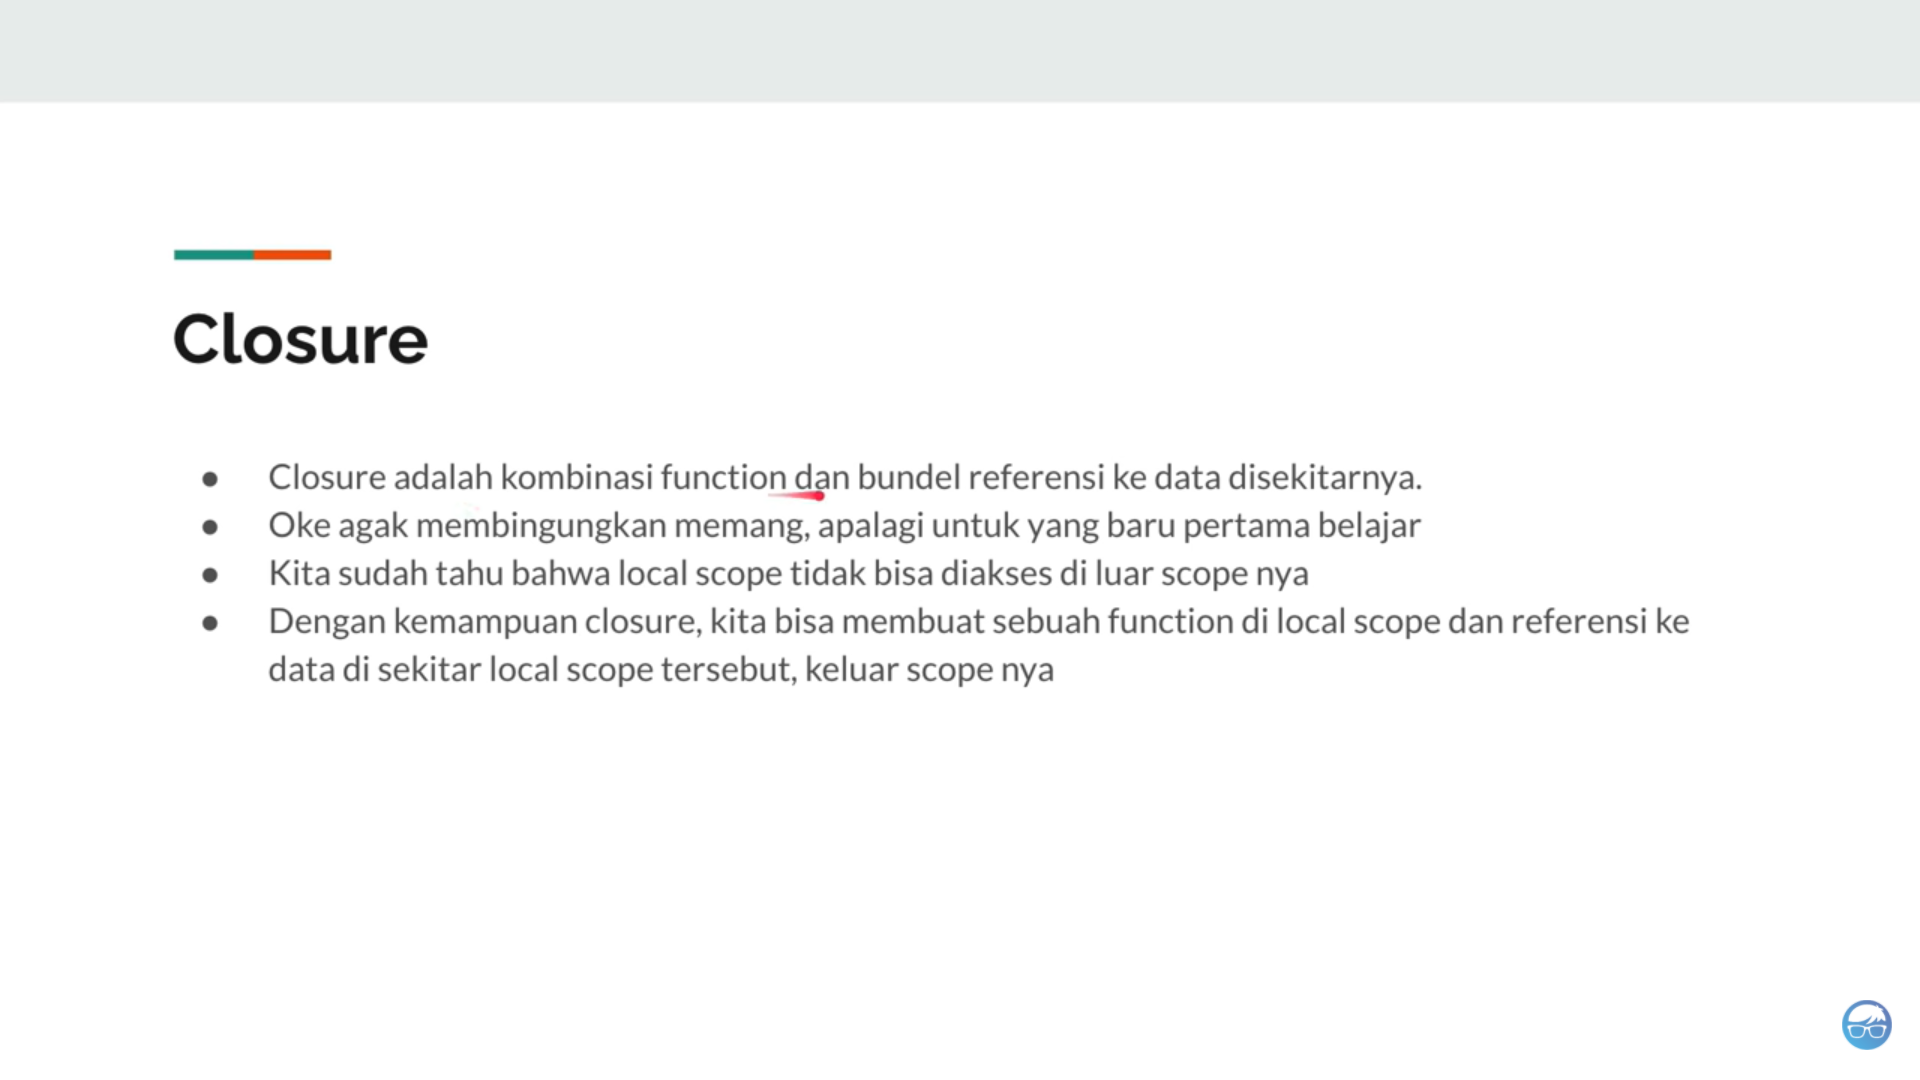 Closure
● Closure adalah kombinasi function dan bundel referensi ke data disekitarnya.
● Oke agak membingungkan memang, apalagi untuk yang baru pertama belajar
● Kita sudah tahu bahwa local scope tidak bisa diakses di luar scope nya
● Dengan kemampuan closure, kita bisa membuat sebuah function di local scope dan referensi ke
data di sekitar local scope tersebut, keluar scope nya